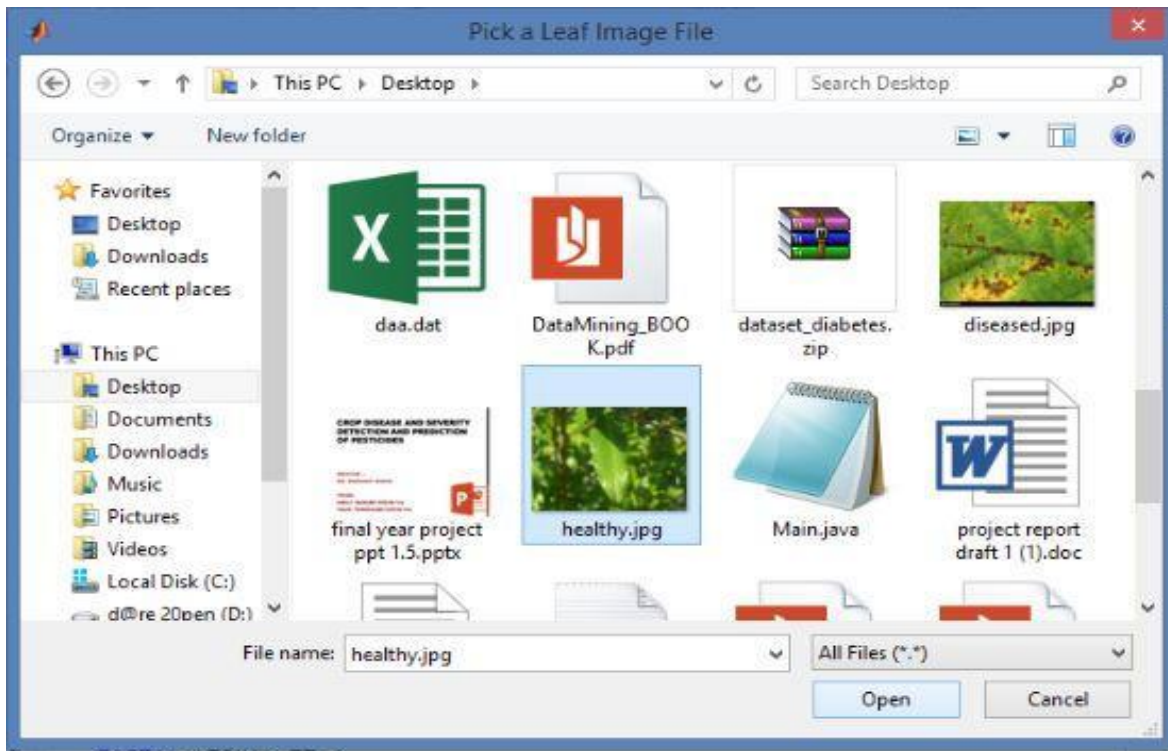 Pick a Leaf Image File
This PC Desktop
Search Desktop
Organize New folder
Favorites
Desktop
Downloads
Recent places
This PC
Desktop
Documents
Downloads
Music
Pictures
Videos
Local Disk (C:)
d@re 2open (D:)
daa.dat
DataMining_BOO
K.pdf
dataset_diabetes.
zip
diseased.jpg
CROP DISEASE AND SEVERITY
DETECTION AND PREDICTION
OF PESTICIDES
final year project
ppt 1.5.pptx
healthy.jpg
Main.java
project report
draft 1 (1).doc
File name: healthy.jpg
All Files (*.*)
Open Cancel